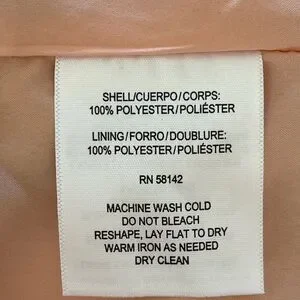 SHELL/CUERPO/CORPS:
100% POLYESTER/POLIÉSTER
LINING/FORRO/DOUBLURE:
100% POLYESTER/POLIÉSTER
RN 58142
MACHINE WASH COLD
DO NOT BLEACH
RESHAPE, LAY FLAT TO DRY
WARM IRON AS NEEDED
DRY CLEAN